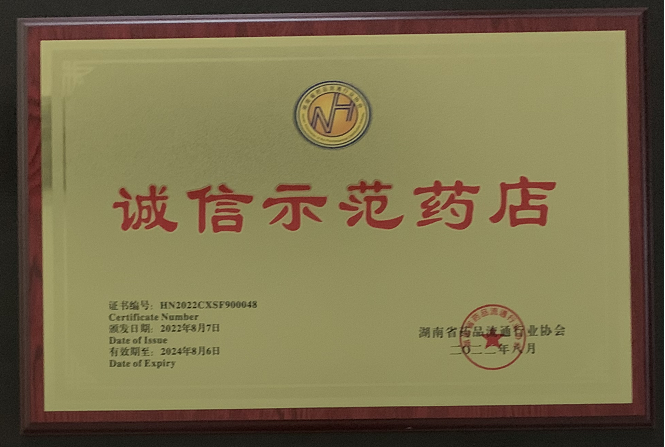 NH
诚信示范药店
证书编号：HN2022CXSF900048
Certificate Number
颁发日期：2022年8月7日
Date of Issue
有效期至：2024年8月6日
Date of Expiry
湖南省药品流通行业协会
二〇二二年八月